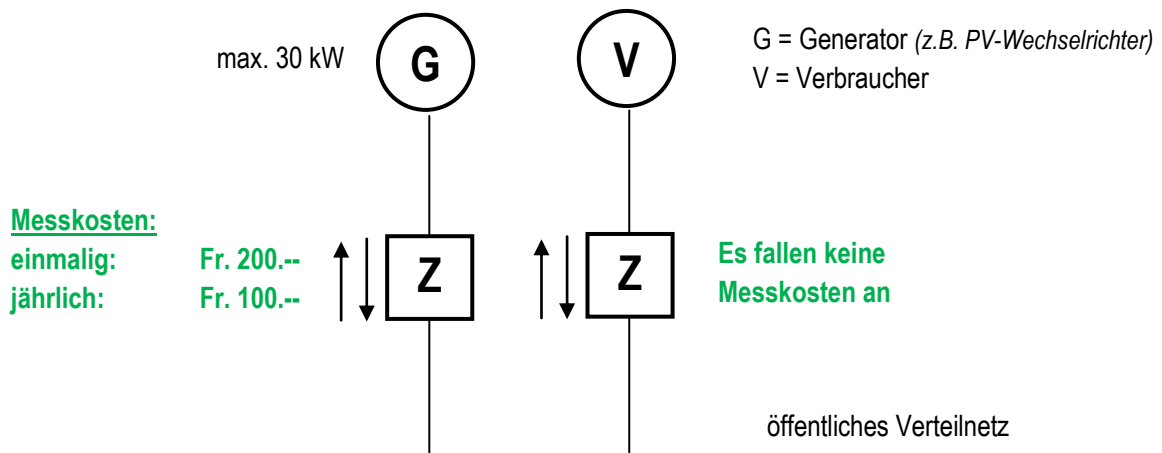 max. 30 kW
G
V
G = Generator (z.B. PV-Wechselrichter)
V = Verbraucher
Messkosten:
einmalig: Fr. 200.--
jährlich: Fr. 100.--
Z
Z
Es fallen keine
Messkosten an
öffentliches Verteilnetz